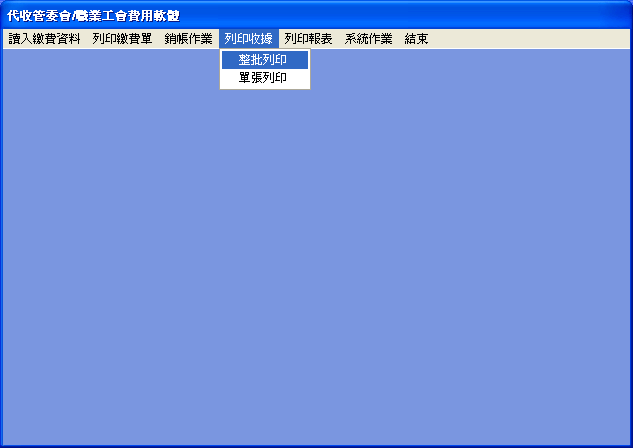 代收管委會/職業工會費用軟體
讀入繳費資料 列印繳費單 銷帳作業 列印收據 列印報表 系統作業 結束
整批列印
單張列印